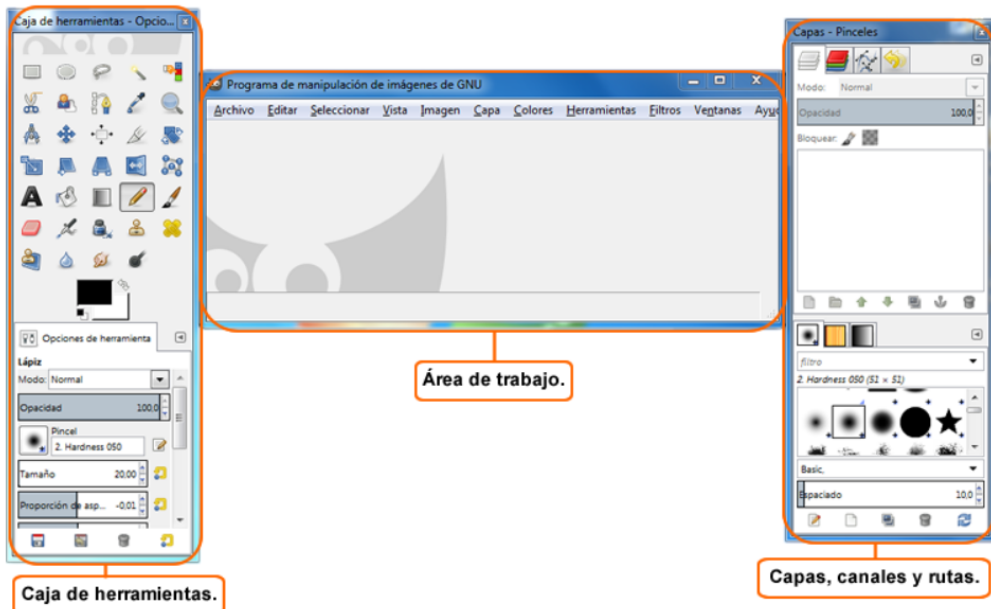 Caja de herramientas - Opcio...
Opciones de herramienta
Lápiz
Modo: Normal
Opacidad 100,0
Pincel
2. Hardness 050
Tamaño 20,00
Proporción de asp... -0,01
Caja de herramientas.
Programa de manipulación de imágenes de GNU
Archivo Editar Seleccionar Vista Imagen Capa Colores Herramientas Filtros Ventanas Ayu
Área de trabajo.
Capas - Pinceles
Modo: Normal
Opacidad 100,0
Bloquear:
filtro
2. Hardness 050 (51 × 51)
Basic,
Espaciado 10,0
Capas, canales y rutas.